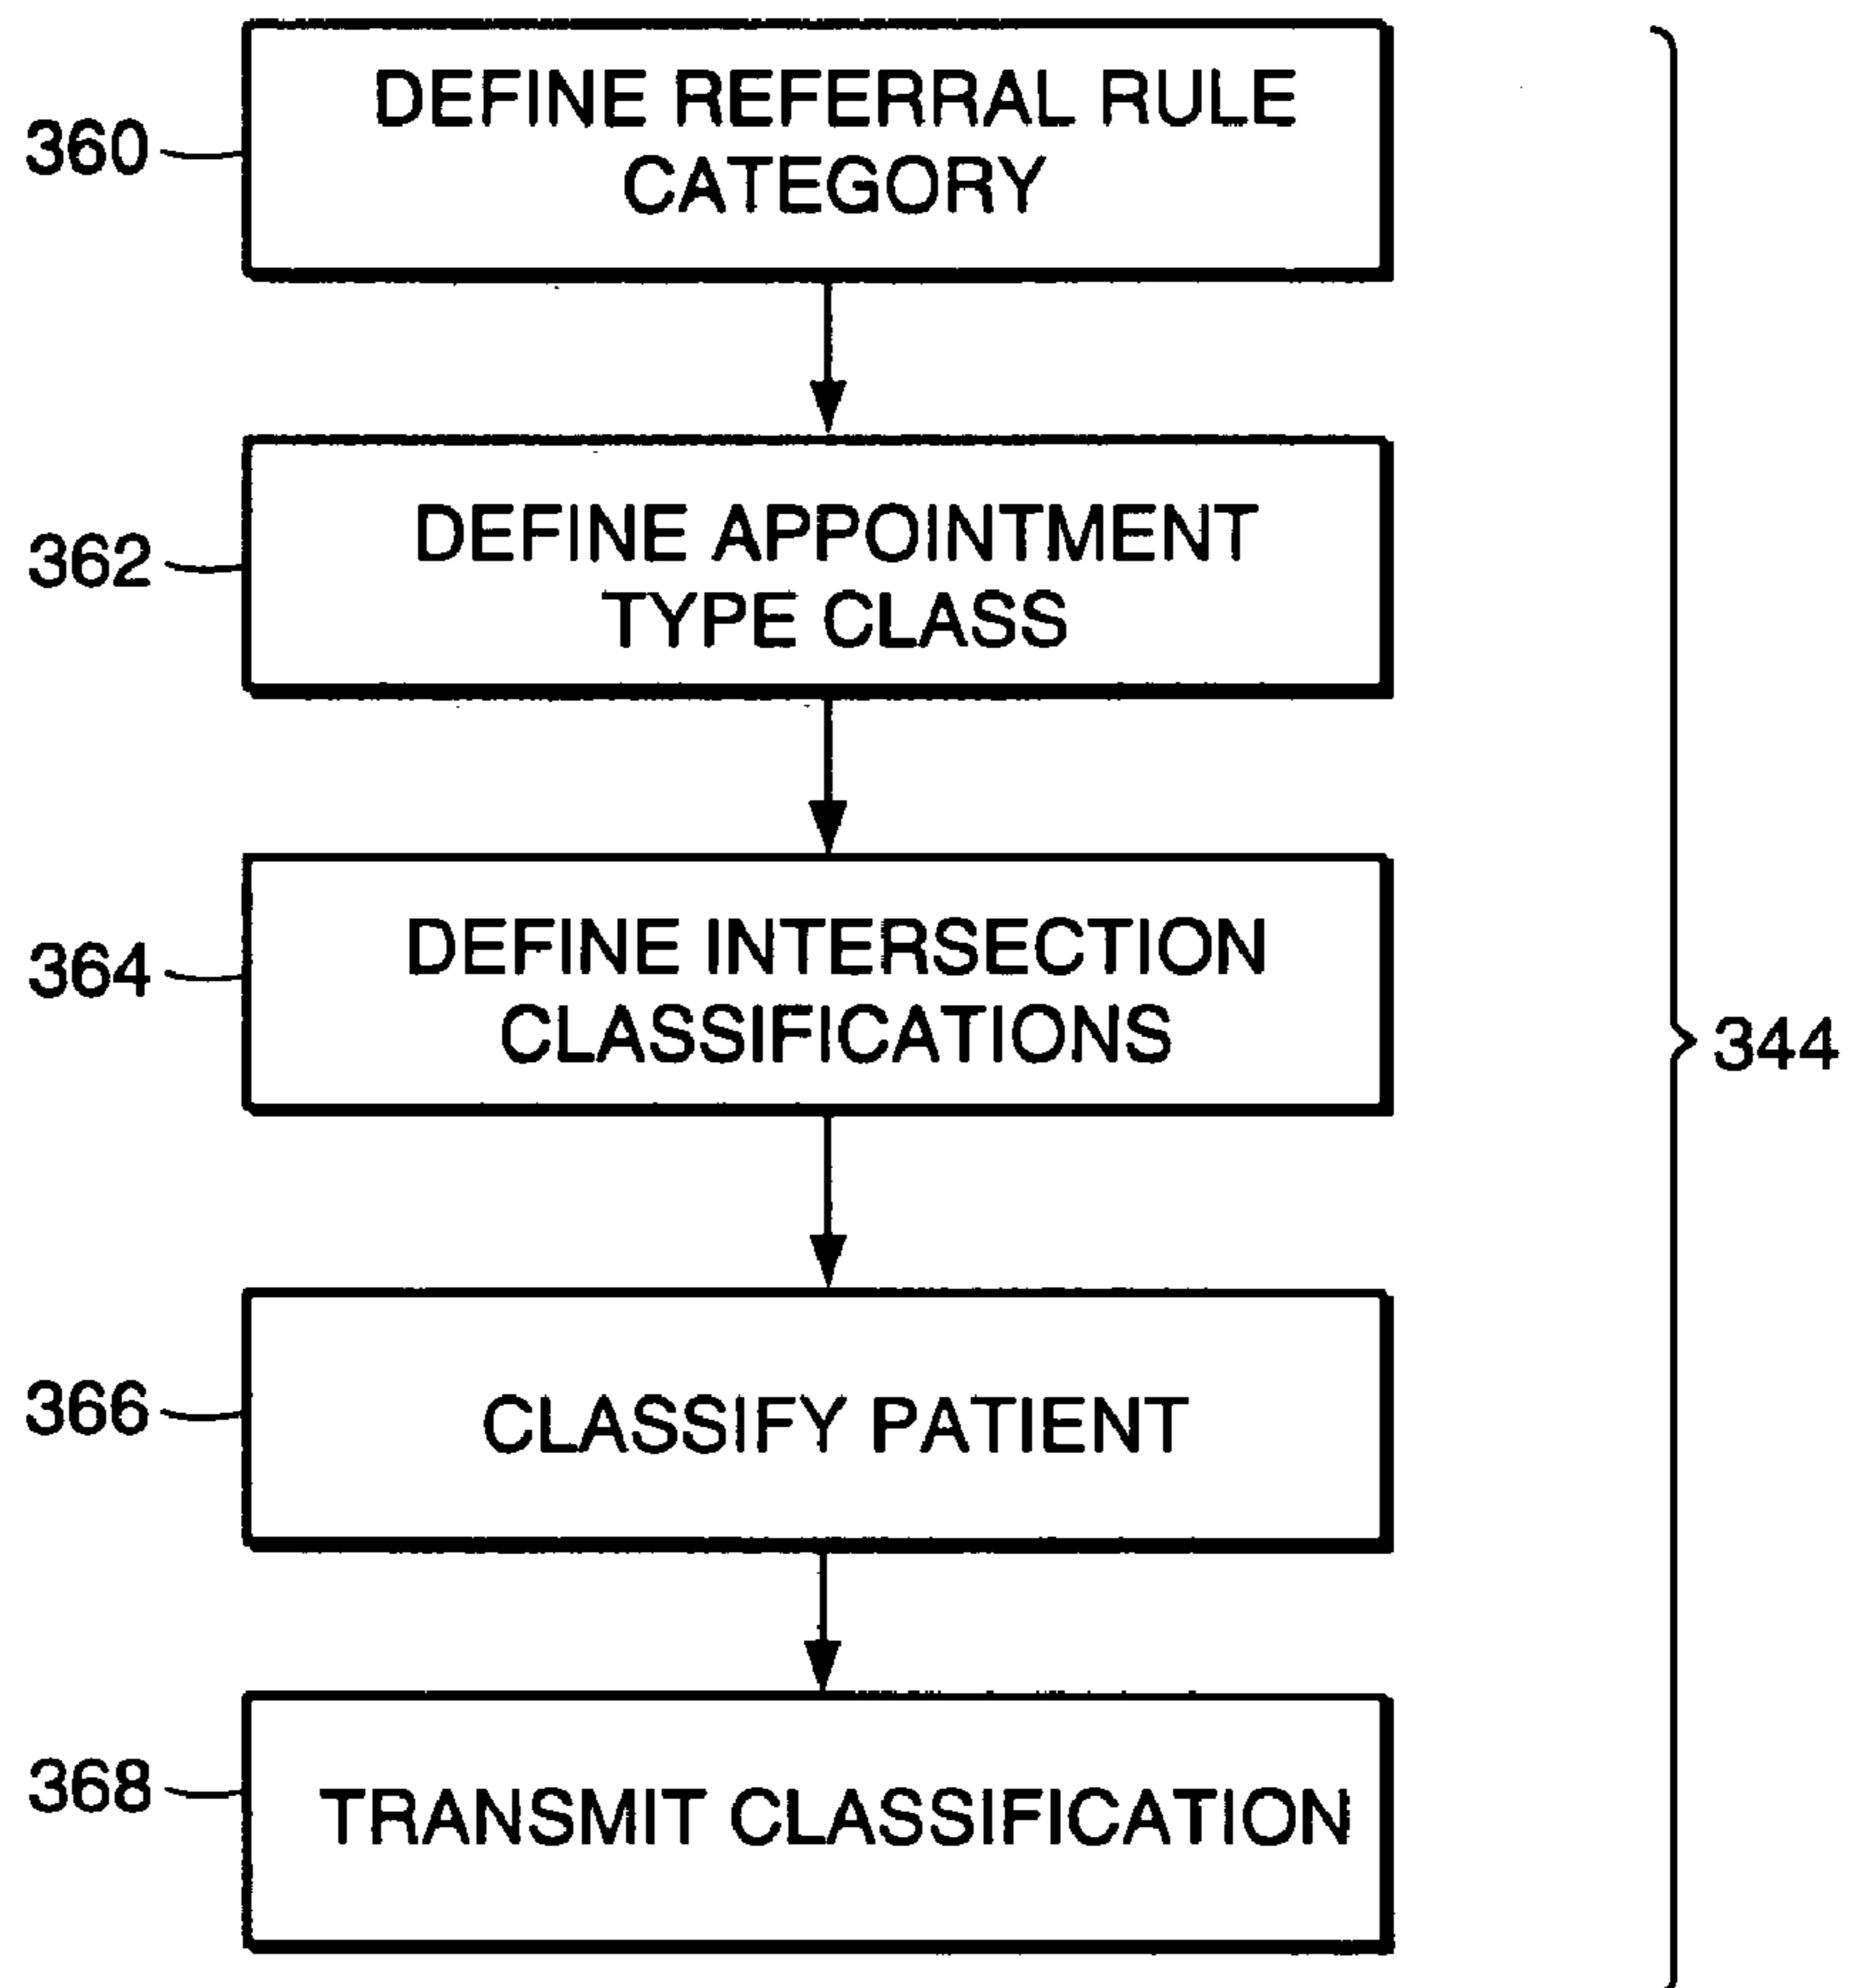 360
DEFINE REFERRAL RULE
CATEGORY
362
DEFINE APPOINTMENT
TYPE CLASS
364
DEFINE INTERSECTION
CLASSIFICATIONS
344
366
CLASSIFY PATIENT
368
TRANSMIT CLASSIFICATION